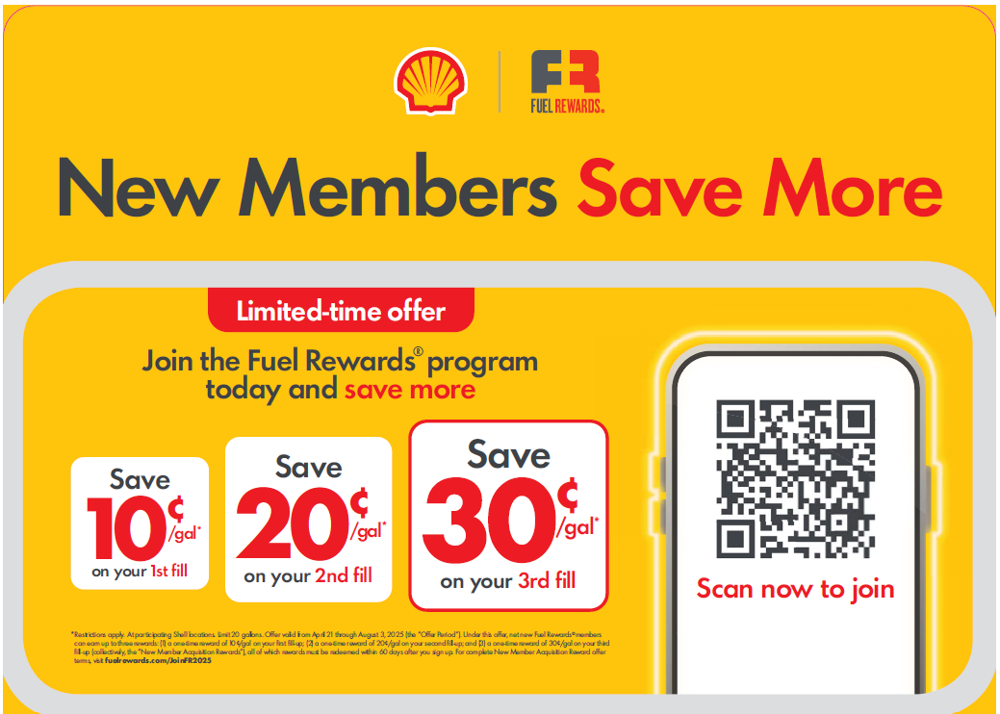 FUEL REWARDS®
New Members Save More
Limited-time offer
Join the Fuel Rewards® program
today and save more
Save
10¢
/gal*
on your 1st fill
Save
20¢
/gal*
on your 2nd fill
Save
30¢
/gal*
on your 3rd fill
Scan now to join
*Restrictions apply. At participating Shell locations. Limit 20 gallons. Offer valid from April 21 through August 3, 2025 (the “Offer Period”). Under this offer, net new Fuel Rewards® members
can earn up to three rewards: (1) a one-time reward of 10¢/gal on your first fill-up; (2) a one-time reward of 20¢/gal on your second fill-up; and (3) a one-time reward of 30¢/gal on your third
fill-up (collectively, the “New Member Acquisition Rewards”), all of which rewards must be redeemed within 60 days after you sign up. For complete New Member Acquisition Reward offer
terms, visit fuelrewards.com/JoinFR2025